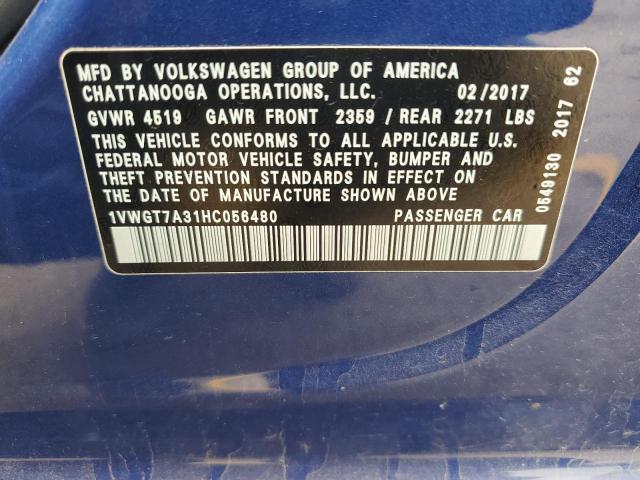 MFD BY VOLKSWAGEN GROUP OF AMERICA
CHATTANOOGA OPERATIONS, LLC. 02/2017
GVWR 4519 GAWR FRONT 2359/REAR 2271 LBS
THIS VEHICLE CONFORMS TO ALL APPLICABLE U.S.
FEDERAL MOTOR VEHICLE SAFETY, BUMPER AND
THEFT PREVENTION STANDARDS IN EFFECT ON
THE DATE OF MANUFACTURE SHOWN ABOVE
1VWGT7A31HC056480 PASSENGER CAR
0549130 2017 62